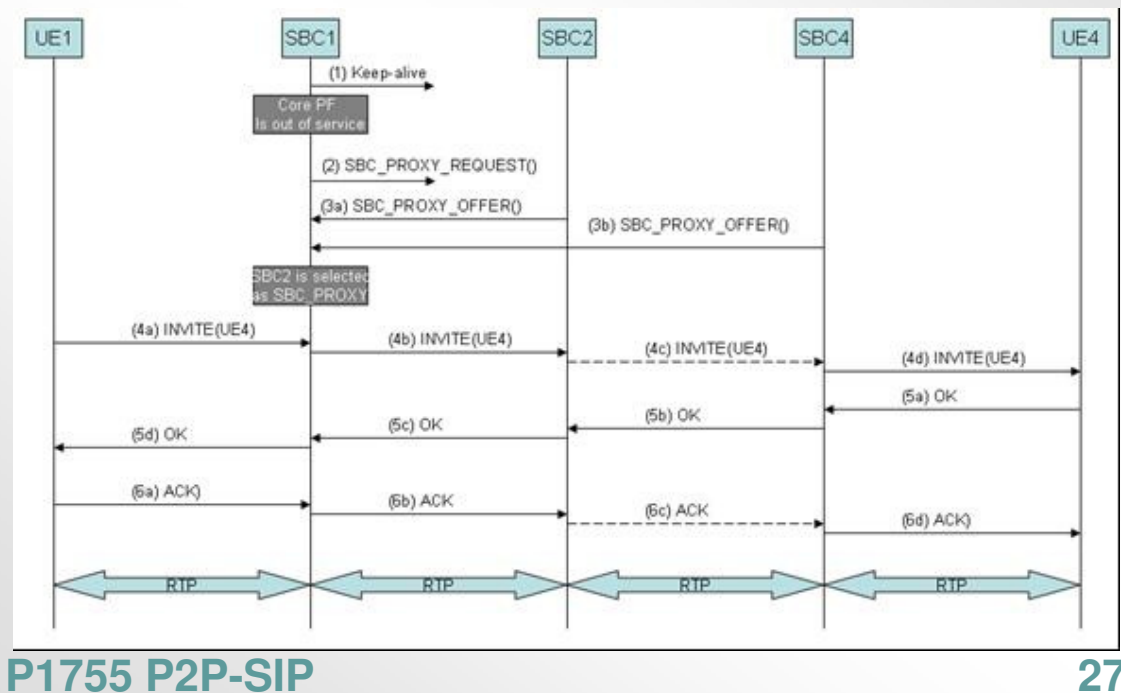 UE1 SBC1 SBC2 SBC4 UE4
(1) Keep-alive
Core PF
Is out of service
(2) SBC_PROXY_REQUEST()
(3a) SBC_PROXY_OFFER()
(3b) SBC_PROXY_OFFER()
SBC2 is selected
as SBC_PROXY
(4a) INVITE(UE4)
(4b) INVITE(UE4)
(4c) INVITE(UE4)
(4d) INVITE(UE4)
(5a) OK
(5b) OK
(5c) OK
(5d) OK
(6a) ACK)
(6b) ACK
(6c) ACK
(6d) ACK)
RTP RTP RTP RTP
P1755 P2P-SIP 27